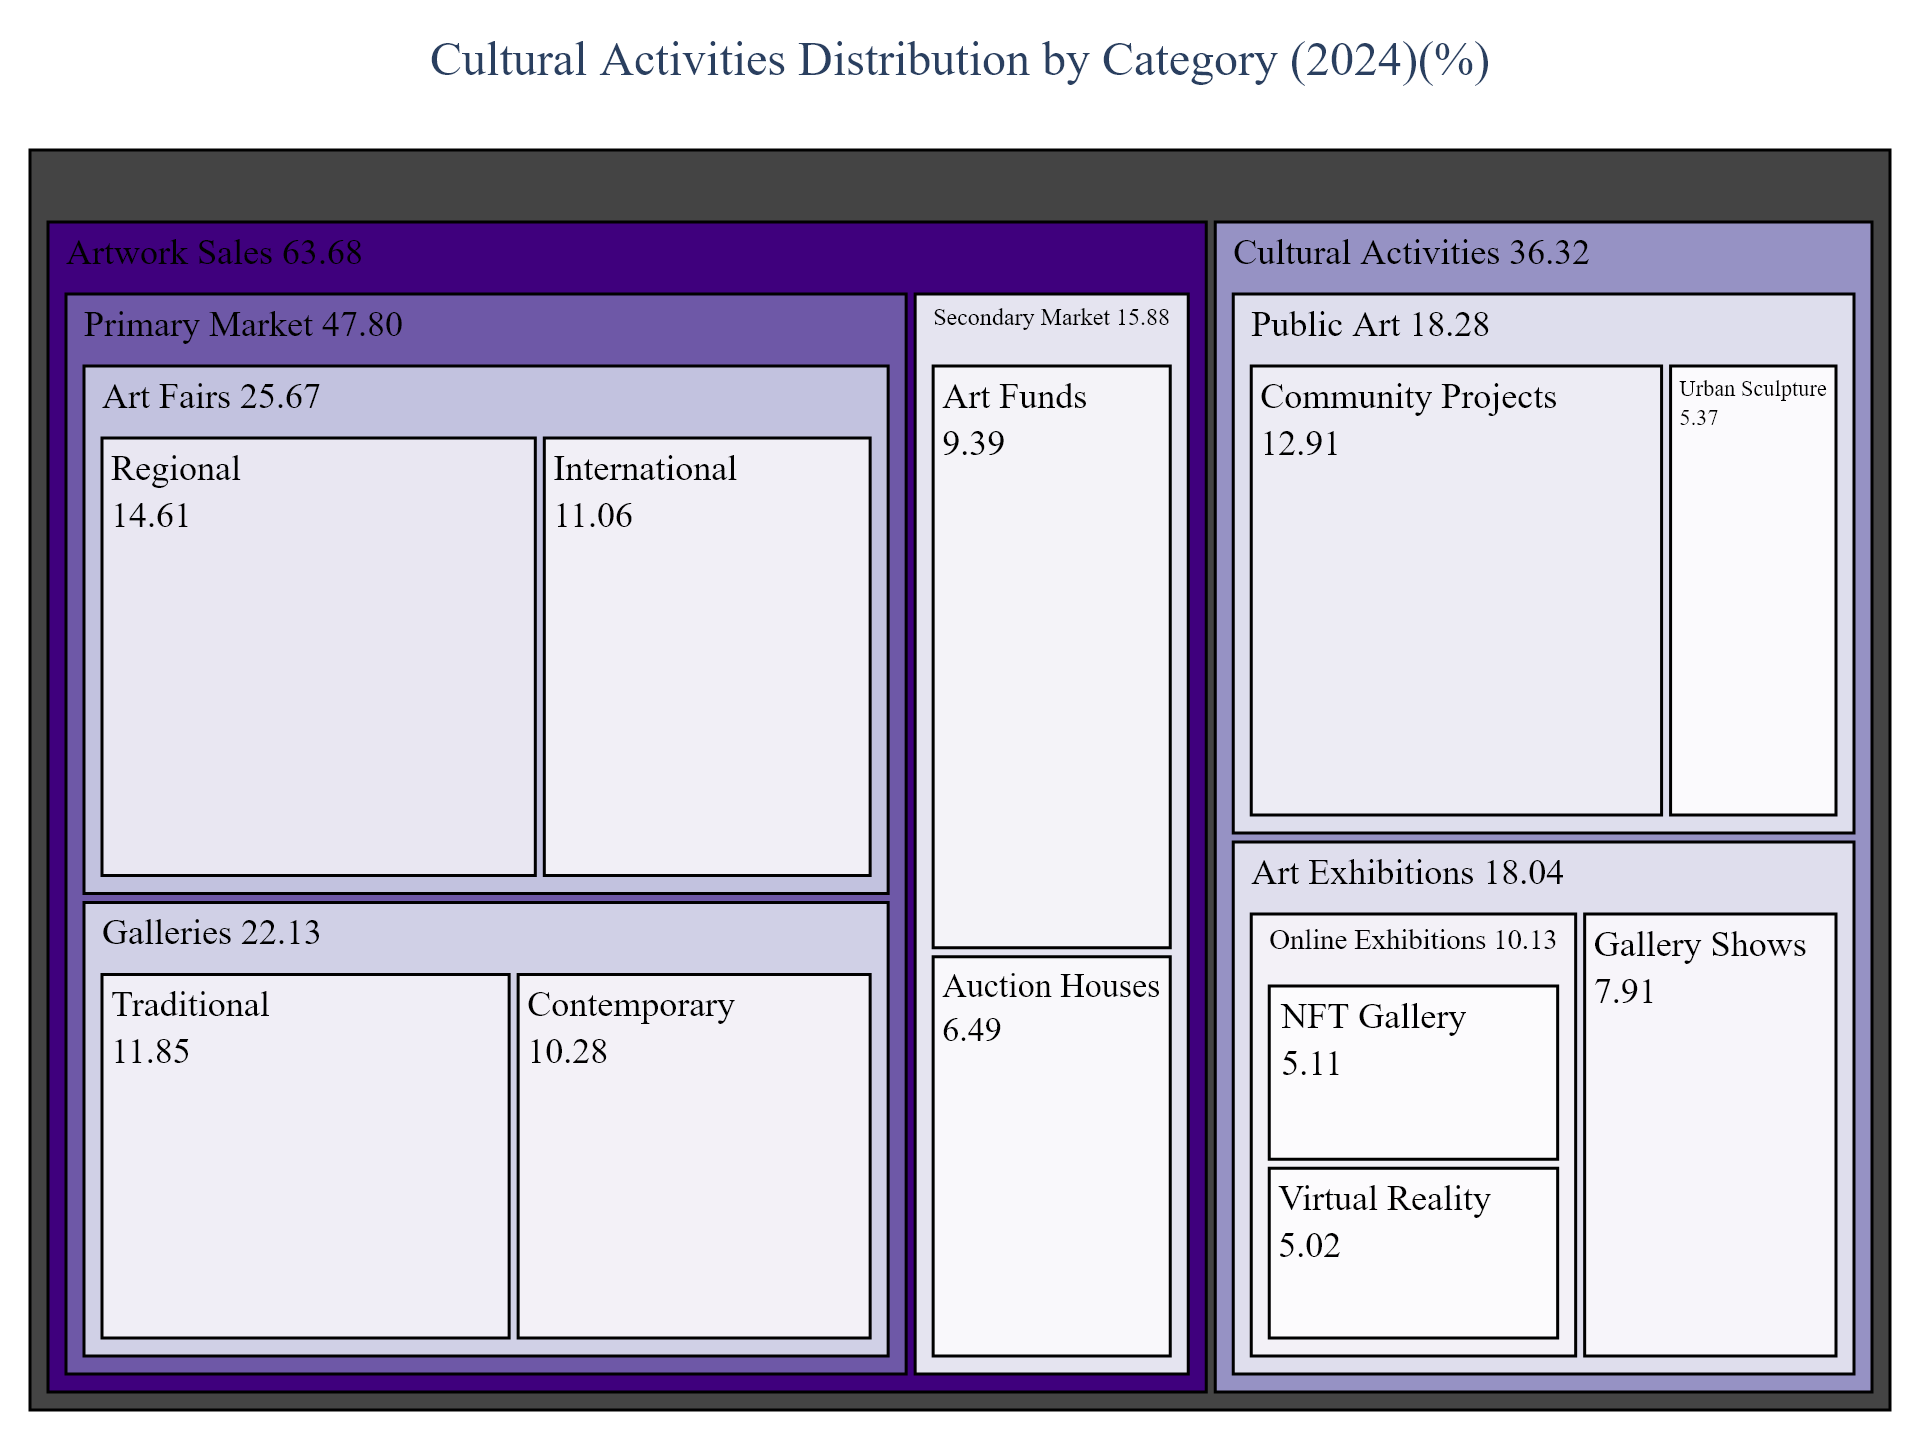 Cultural Activities Distribution by Category (2024)(%)
Artwork Sales 63.68
Primary Market 47.80
Art Fairs 25.67
Regional
14.61
International
11.06
Galleries 22.13
Traditional
11.85
Contemporary
10.28
Secondary Market 15.88
Art Funds
9.39
Auction Houses
6.49
Cultural Activities 36.32
Public Art 18.28
Community Projects
12.91
Urban Sculpture
5.37
Art Exhibitions 18.04
Online Exhibitions 10.13
NFT Gallery
5.11
Virtual Reality
5.02
Gallery Shows
7.91